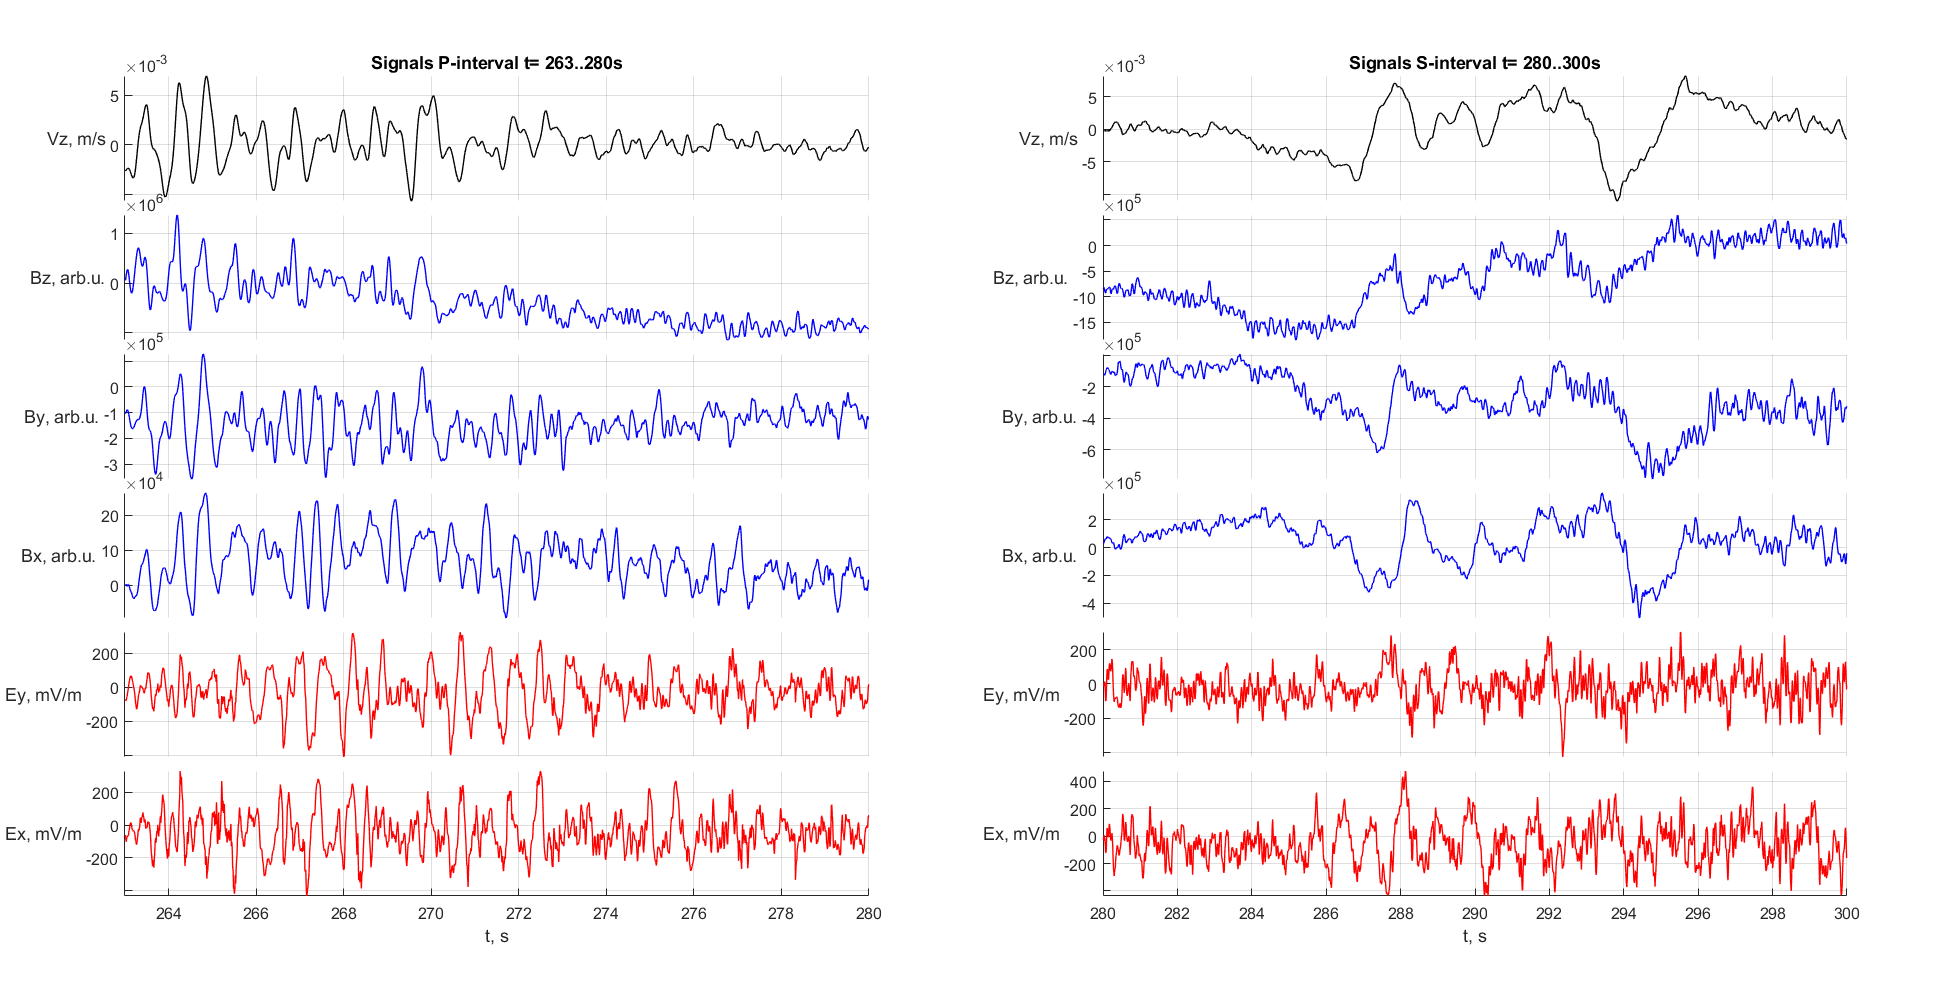 Signals P-interval t= 263..280s
×10-3
Vz, m/s
5
0
×106
Bz, arb.u.
1
0
×105
By, arb.u.
0
-1
-2
-3
×104
Bx, arb.u.
20
10
0
Ey, mV/m
200
0
-200
Ex, mV/m
200
0
-200
264 266 268 270 272 274 276 278 280
t, s
Signals S-interval t= 280..300s
×10-3
Vz, m/s
5
0
-5
×105
Bz, arb.u.
0
-5
-10
-15
×105
By, arb.u.
-2
-4
-6
×105
Bx, arb.u.
2
0
-2
-4
Ey, mV/m
200
0
-200
Ex, mV/m
400
200
0
-200
280 282 284 286 288 290 292 294 296 298 300
t, s